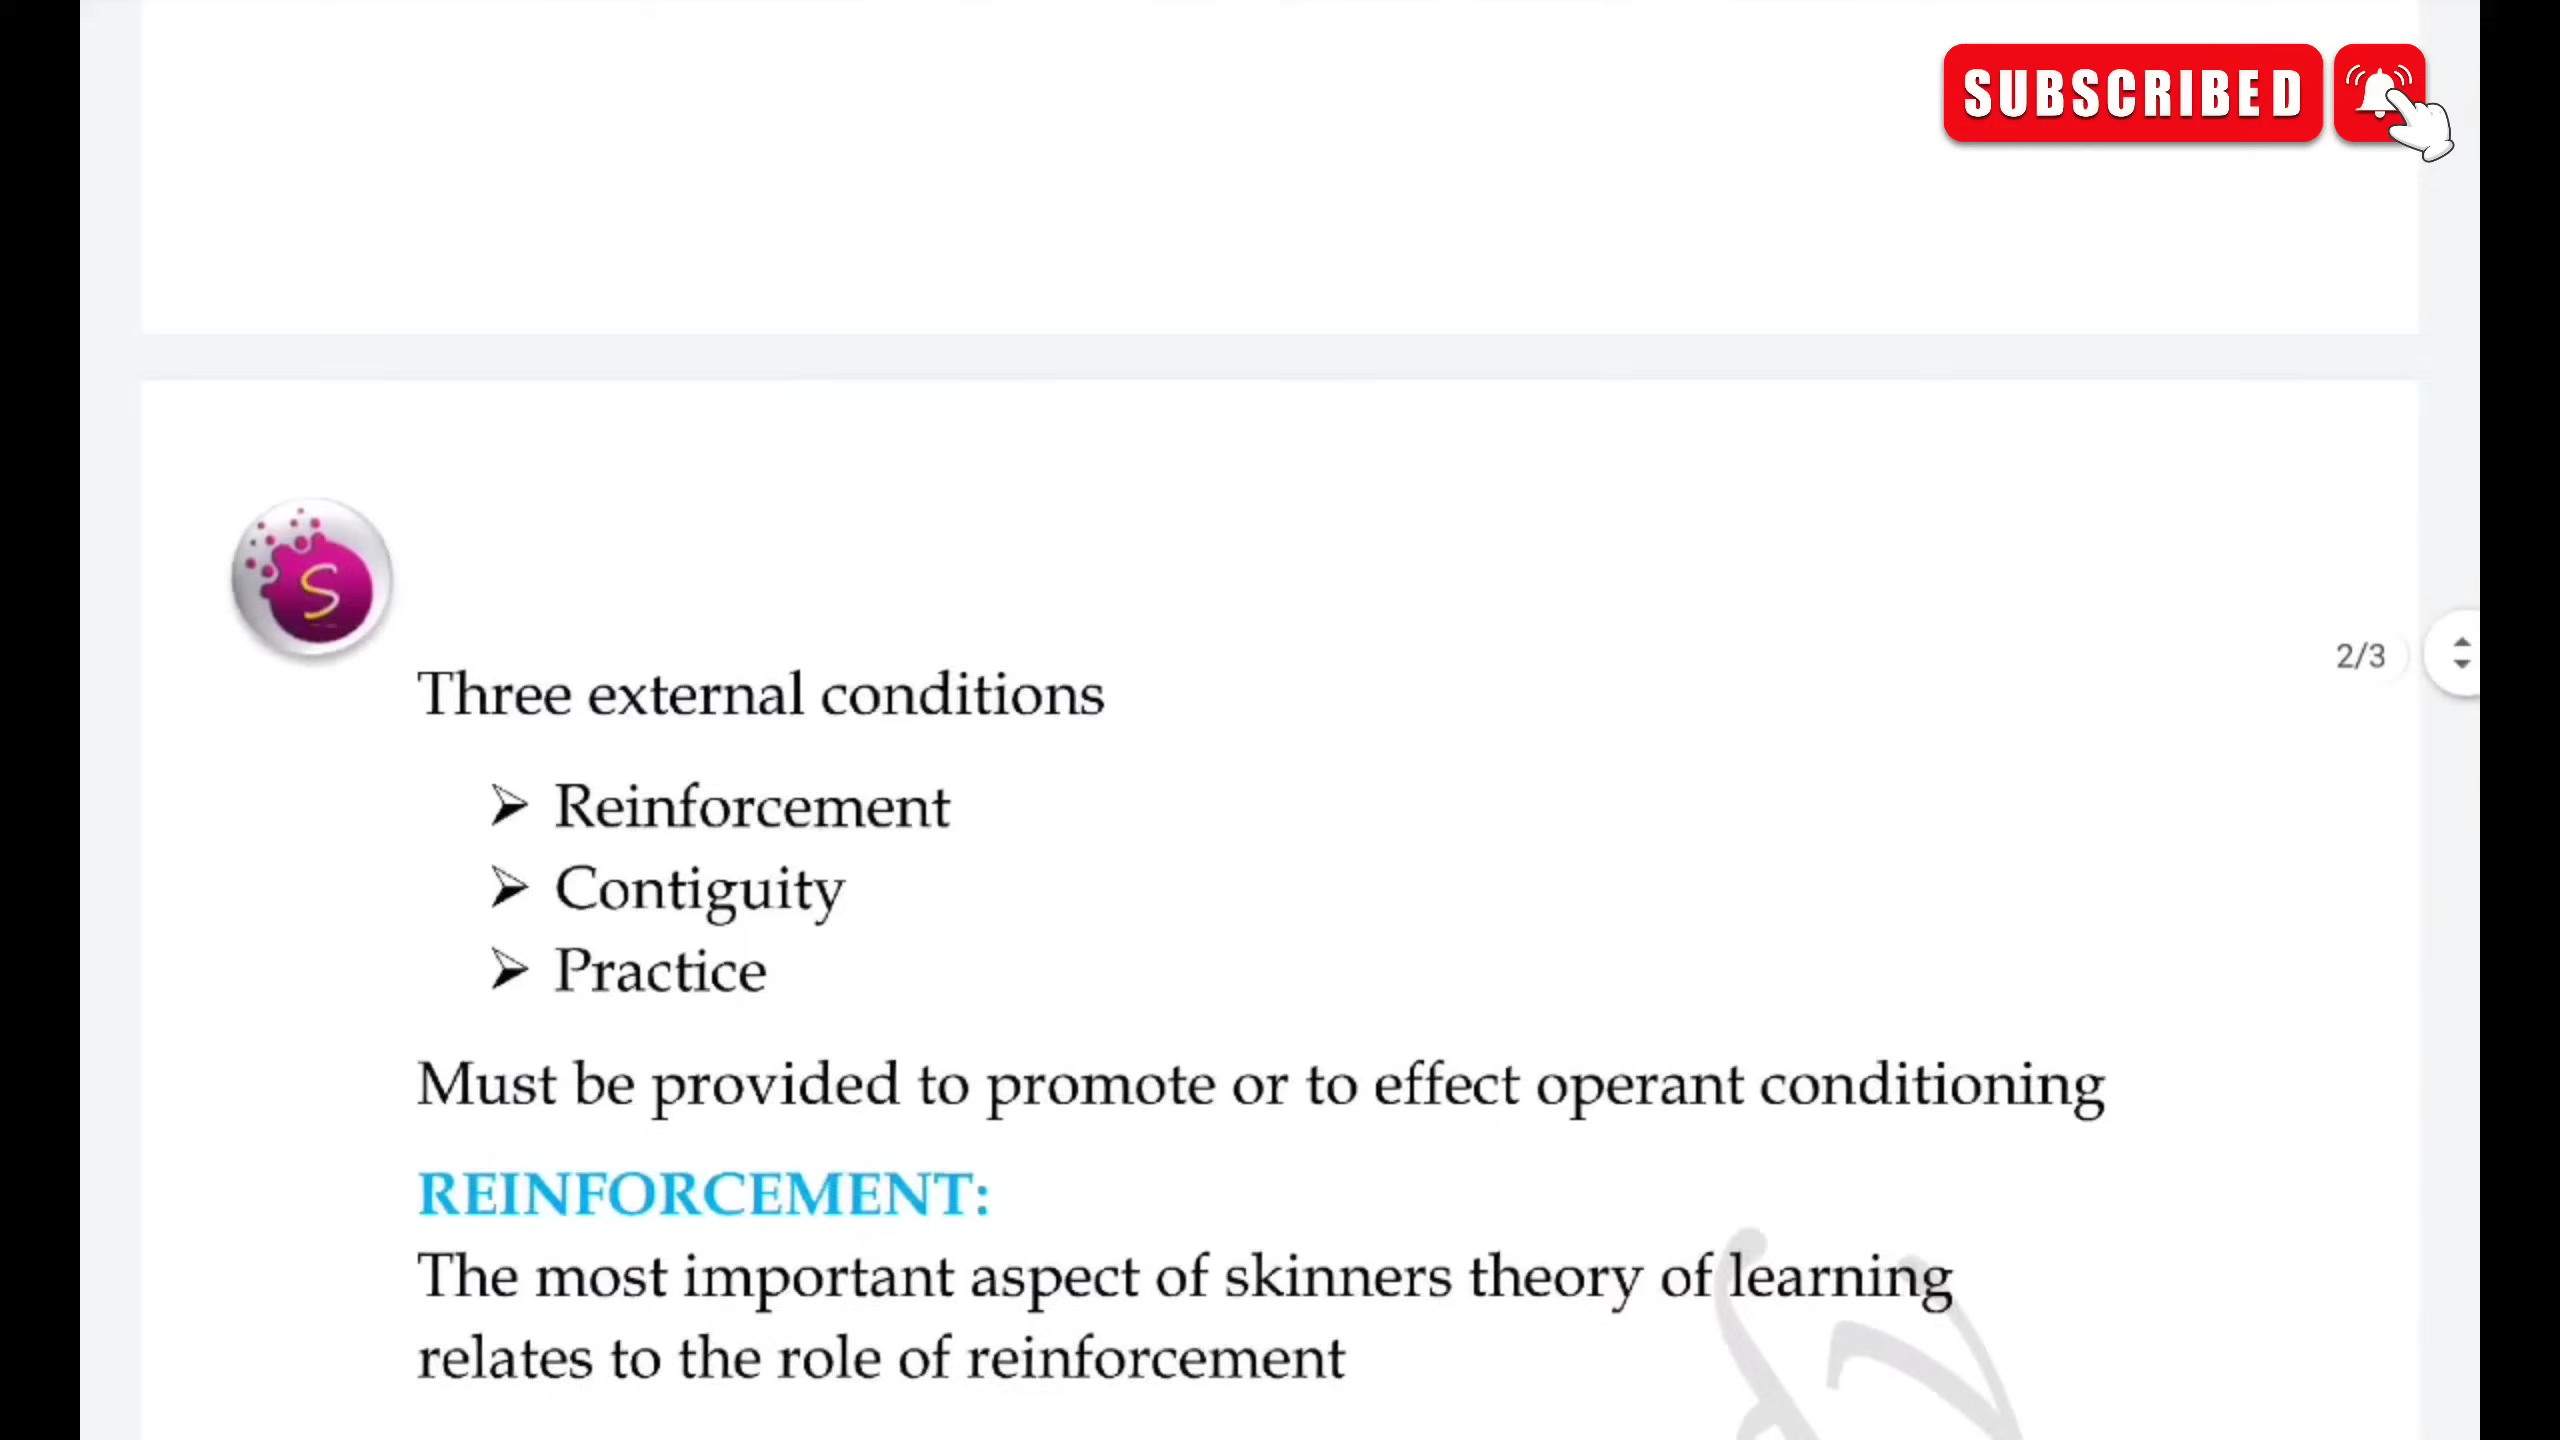 SUBSCRIBED
S
2/3
Three external conditions
➤ Reinforcement
➤ Contiguity
➤ Practice
Must be provided to promote or to effect operant conditioning
REINFORCEMENT:
The most important aspect of skinners theory of learning
relates to the role of reinforcement